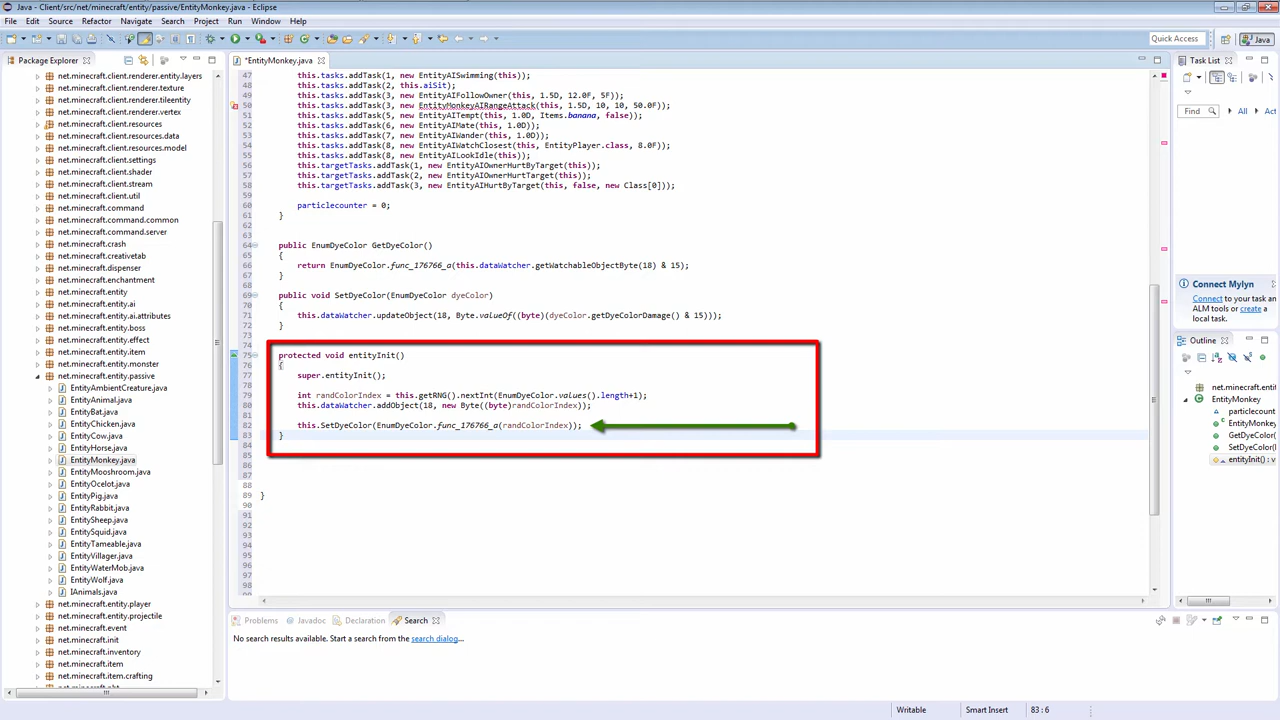 Java - Client/src/net/minecraft/entity/passive/EntityMonkey.java - Eclipse
File Edit Source Refactor Navigate Search Project Run Window Help
Quick Access
Java
Package Explorer
net.minecraft.client.renderer.entity.layers
net.minecraft.client.renderer.texture
net.minecraft.client.renderer.tileentity
net.minecraft.client.renderer.vertex
net.minecraft.client.resources
net.minecraft.client.resources.data
net.minecraft.client.resources.model
net.minecraft.client.settings
net.minecraft.client.shader
net.minecraft.client.stream
net.minecraft.client.util
net.minecraft.command
net.minecraft.command.common
net.minecraft.command.server
net.minecraft.crash
net.minecraft.creativetab
net.minecraft.dispenser
net.minecraft.enchantment
net.minecraft.entity
net.minecraft.entity.ai
net.minecraft.entity.ai.attributes
net.minecraft.entity.boss
net.minecraft.entity.effect
net.minecraft.entity.item
net.minecraft.entity.monster
net.minecraft.entity.passive
EntityAmbientCreature.java
EntityAnimal.java
EntityBat.java
EntityChicken.java
EntityCow.java
EntityHorse.java
EntityMonkey.java
EntityMooshroom.java
EntityOcelot.java
EntityPig.java
EntityRabbit.java
EntitySheep.java
EntitySquid.java
EntityTameable.java
EntityVillager.java
EntityWaterMob.java
EntityWolf.java
IAnimals.java
net.minecraft.entity.player
net.minecraft.entity.projectile
net.minecraft.event
net.minecraft.init
net.minecraft.inventory
net.minecraft.item
net.minecraft.item.crafting
*EntityMonkey.java
47 this.tasks.addTask(1, new EntityAISwimming(this));
48 this.tasks.addTask(2, this.aiSit);
49 this.tasks.addTask(3, new EntityAIFollowOwner(this, 1.5D, 12.0F, 5F));
50 this.tasks.addTask(3, new EntityMonkeyAIRangeAttack(this, 1.5D, 10, 10, 50.0F));
51 this.tasks.addTask(5, new EntityAITempt(this, 1.0D, Items.banana, false));
52 this.tasks.addTask(6, new EntityAIMate(this, 1.0D));
53 this.tasks.addTask(7, new EntityAIWander(this, 1.0D));
54 this.tasks.addTask(8, new EntityAIWatchClosest(this, EntityPlayer.class, 8.0F));
55 this.tasks.addTask(8, new EntityAILookIdle(this));
56 this.targetTasks.addTask(1, new EntityAIOwnerHurtByTarget(this));
57 this.targetTasks.addTask(2, new EntityAIOwnerHurtTarget(this));
58 this.targetTasks.addTask(3, new EntityAIHurtByTarget(this, false, new Class[0]));
59
60 particlecounter = 0;
61 }
62
63
64 public EnumDyeColor GetDyeColor()
65 {
66 return EnumDyeColor.func_176766_a(this.dataWatcher.getWatchableObjectByte(18) & 15);
67 }
68
69 public void SetDyeColor(EnumDyeColor dyeColor)
70 {
71 this.dataWatcher.updateObject(18, Byte.valueOf((byte)(dyeColor.getDyeColorDamage() & 15)));
72 }
73
74
75 protected void entityInit()
76 {
77 super.entityInit();
78
79 int randColorIndex = this.getRNG().nextInt(EnumDyeColor.values().length+1);
80 this.dataWatcher.addObject(18, new Byte((byte)randColorIndex));
81
82 this.SetDyeColor(EnumDyeColor.func_176766_a(randColorIndex));
83 }
84
85
86
87
88
89 }
90
91
92
93
94
95
96
97
98
Problems Javadoc Declaration Search
No search results available. Start a search from the search dialog...
Task List
Find All Activ
Connect Mylyn
Connect to your task an
ALM tools or create a
local task.
Outline
net.minecraft.entity
EntityMonkey
particlecount
EntityMonkey
GetDyeColor(
SetDyeColor(I
entityInit() : v
Writable Smart Insert 83 : 6